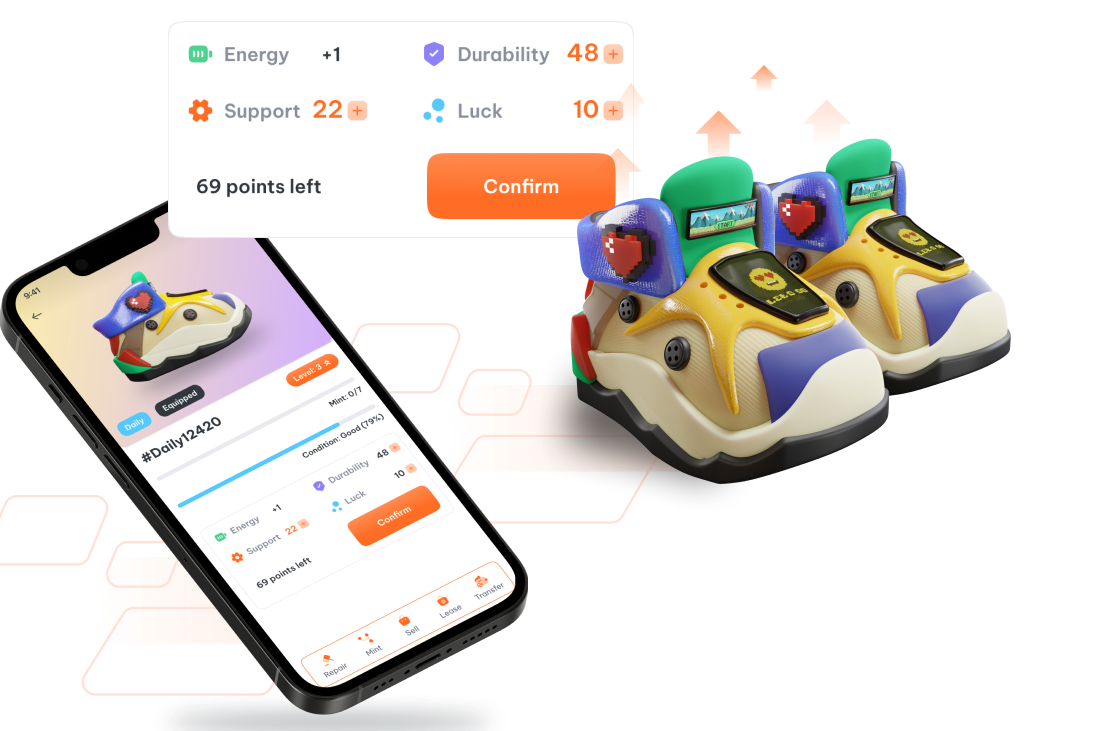 Energy +1 Durability 48
Support 22 Luck 10
69 points left Confirm
9:41
Daily Equipped Level: 3
#Daily12420
Mint: 0/7
Condition: Good (79%)
Energy +1 Durability 48
Support 22 Luck 10
69 points left Confirm
Repair Mint Sell Lease Transfer
START